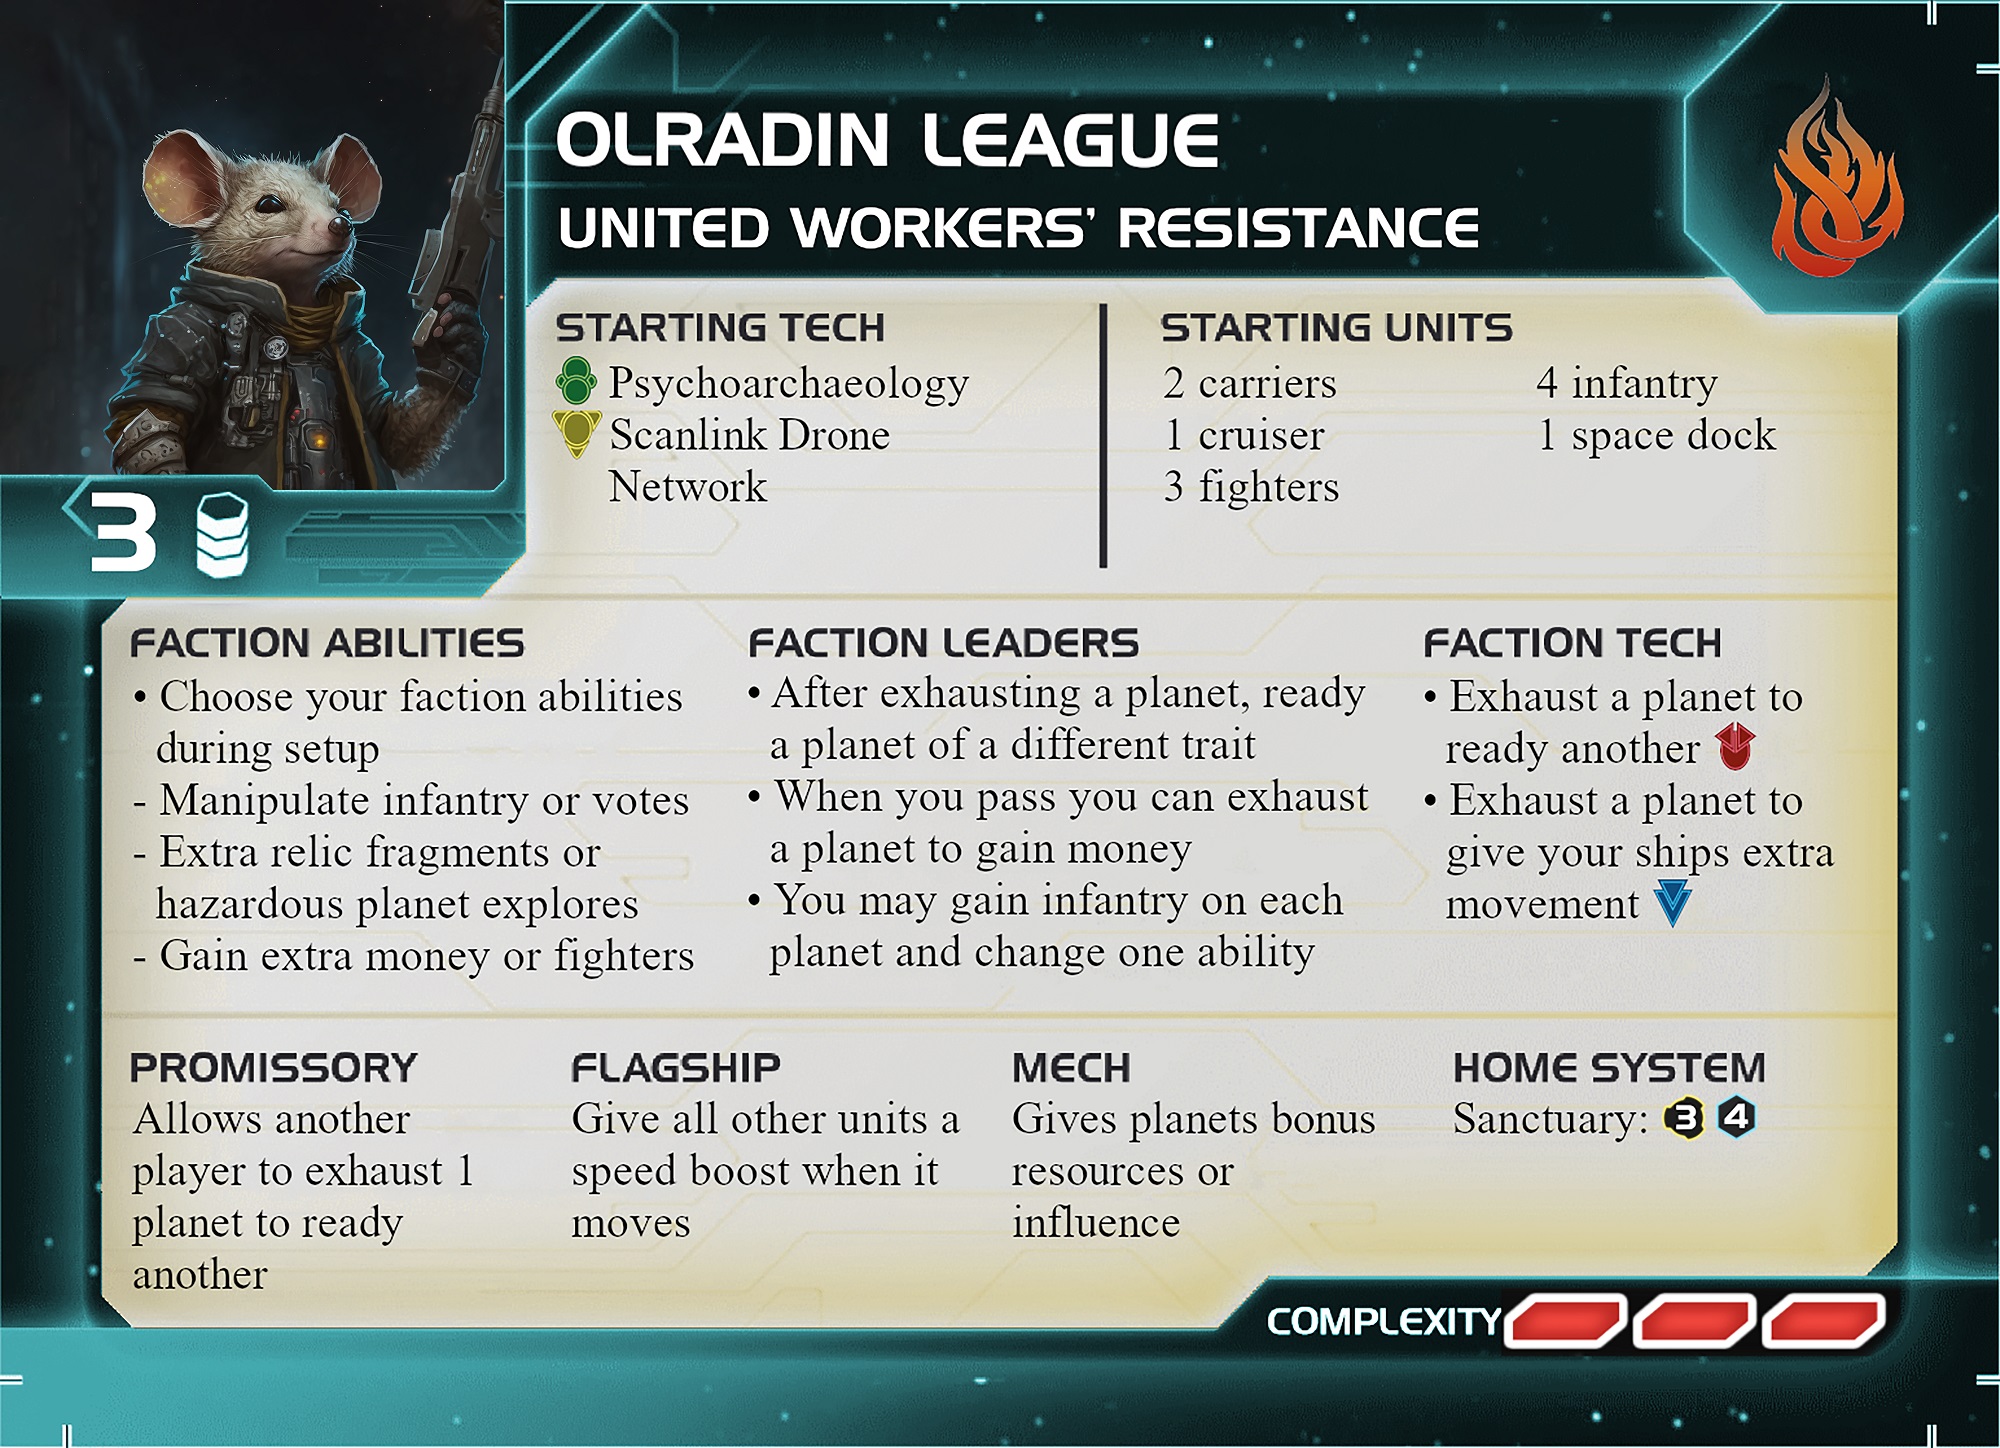 OLRADIN LEAGUE
UNITED WORKERS' RESISTANCE
3
STARTING TECH
Psychoarchaeology
Scanlink Drone
Network
STARTING UNITS
2 carriers
1 cruiser
3 fighters
4 infantry
1 space dock
FACTION ABILITIES
• Choose your faction abilities
during setup
- Manipulate infantry or votes
- Extra relic fragments or
hazardous planet explores
- Gain extra money or fighters
FACTION LEADERS
• After exhausting a planet, ready
a planet of a different trait
• When you pass you can exhaust
a planet to gain money
• You may gain infantry on each
planet and change one ability
FACTION TECH
• Exhaust a planet to
ready another
• Exhaust a planet to
give your ships extra
movement
PROMISSORY
Allows another
player to exhaust 1
planet to ready
another
FLAGSHIP
Give all other units a
speed boost when it
moves
MECH
Gives planets bonus
resources or
influence
HOME SYSTEM
Sanctuary: 3 4
COMPLEXITY